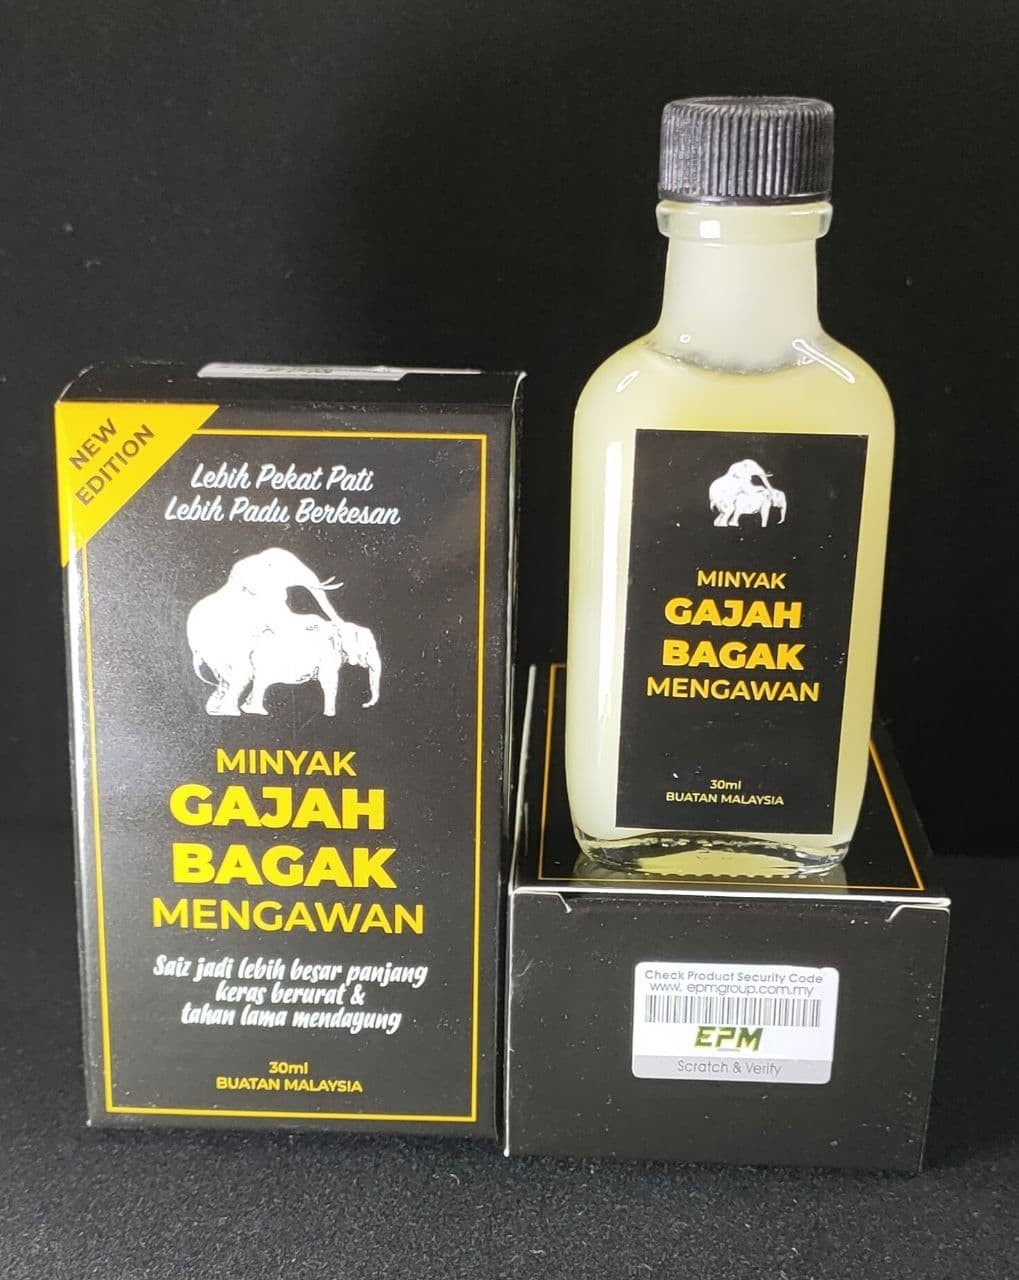 NEW
EDITION
Lebih Pekat Pati
Lebih Padu Berkesan
MINYAK
GAJAH
BAGAK
MENGAWAN
Saiz jadi lebih besar panjang
keras berurat &
tahan lama mendayung
30ml
BUATAN MALAYSIA
MINYAK
GAJAH
BAGAK
MENGAWAN
30ml
BUATAN MALAYSIA
Check Product Security Code
www. epmgroup.com.my
EPM
Scratch & Verify